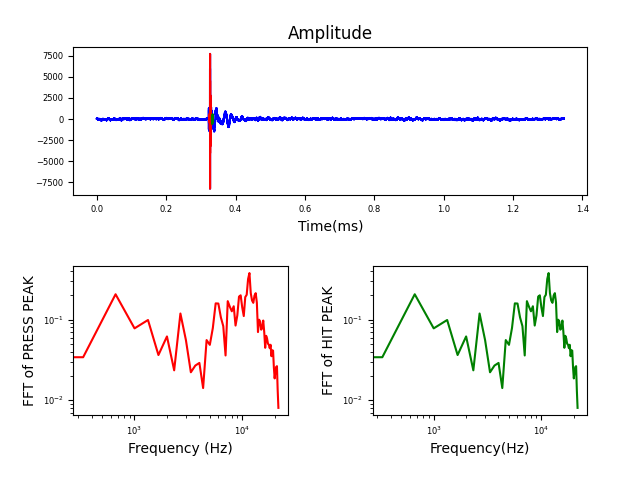 Amplitude
7500
5000
2500
0
−2500
−5000
−7500
0.0 0.2 0.4 0.6 0.8 1.0 1.2 1.4
Time(ms)
FFT of PRESS PEAK
10⁻¹
10⁻²
10³ 10⁴
Frequency (Hz)
FFT of HIT PEAK
10⁻¹
10⁻²
10³ 10⁴
Frequency(Hz)